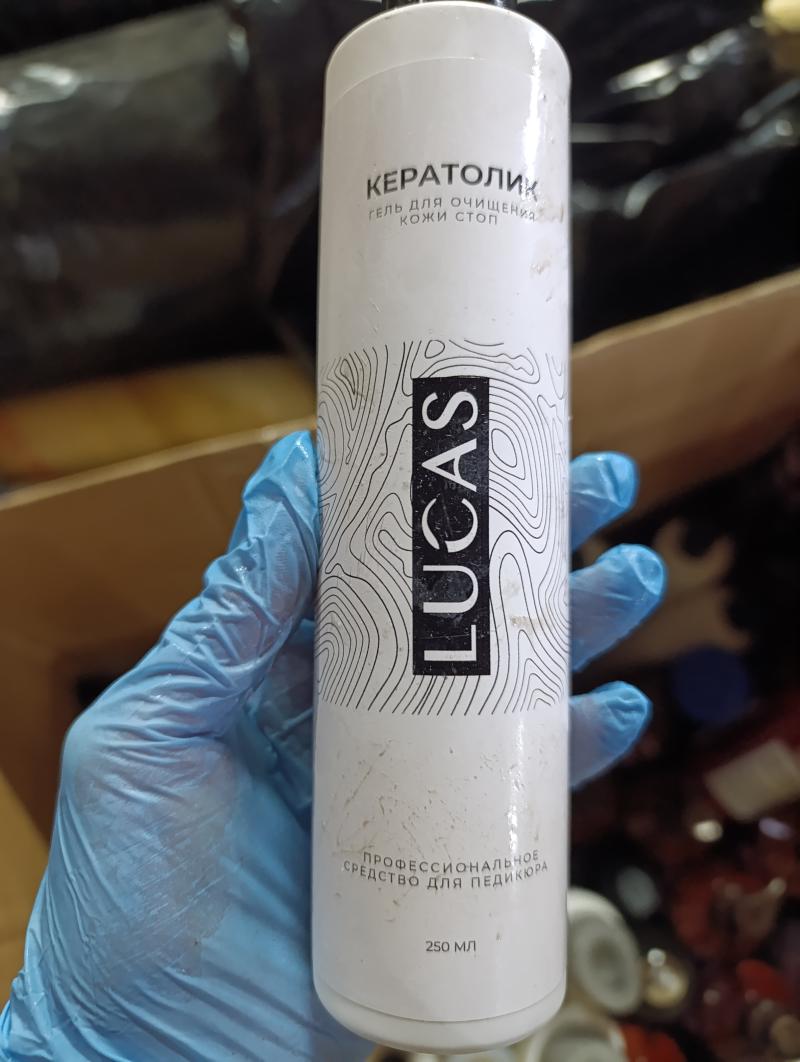 КЕРАТОЛИК
ГЕЛЬ ДЛЯ ОЧИЩЕНИЯ
КОЖИ СТОП
LUCAS
ПРОФЕССИОНАЛЬНОЕ
СРЕДСТВО ДЛЯ ПЕДИКЮРА
250 МЛ